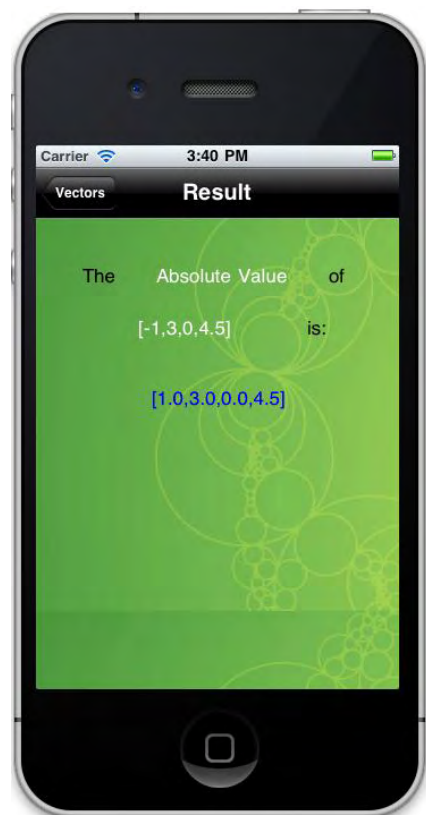 Carrier 3:40 PM
Vectors Result
The Absolute Value of
[-1,3,0,4.5] is:
[1.0,3.0,0.0,4.5]